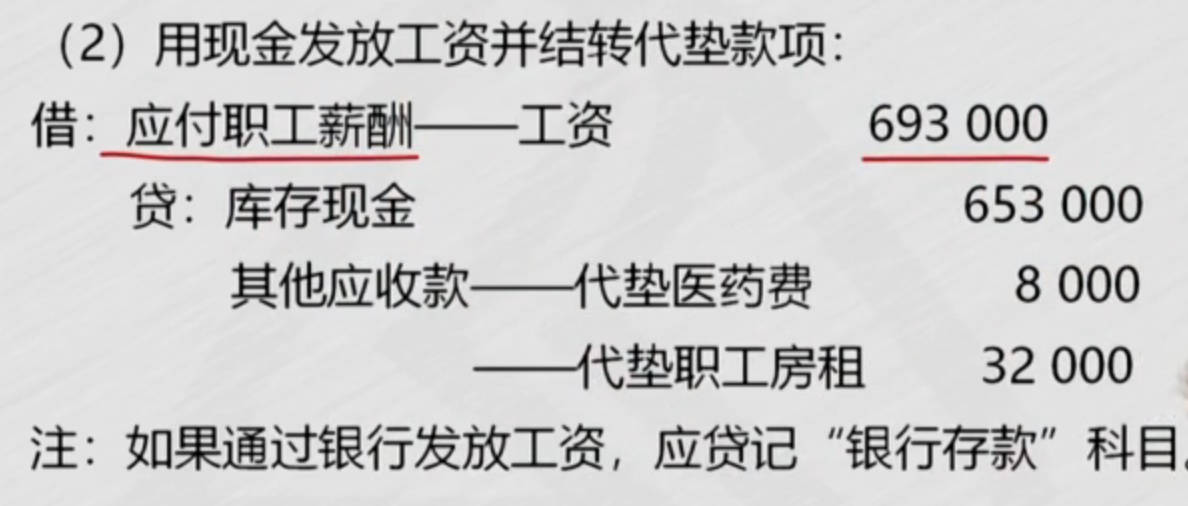 （2）用现金发放工资并结转代垫款项：
借：应付职工薪酬——工资 693 000
贷：库存现金 653 000
其他应收款——代垫医药费 8 000
——代垫职工房租 32 000
注：如果通过银行发放工资，应贷记“银行存款”科目。